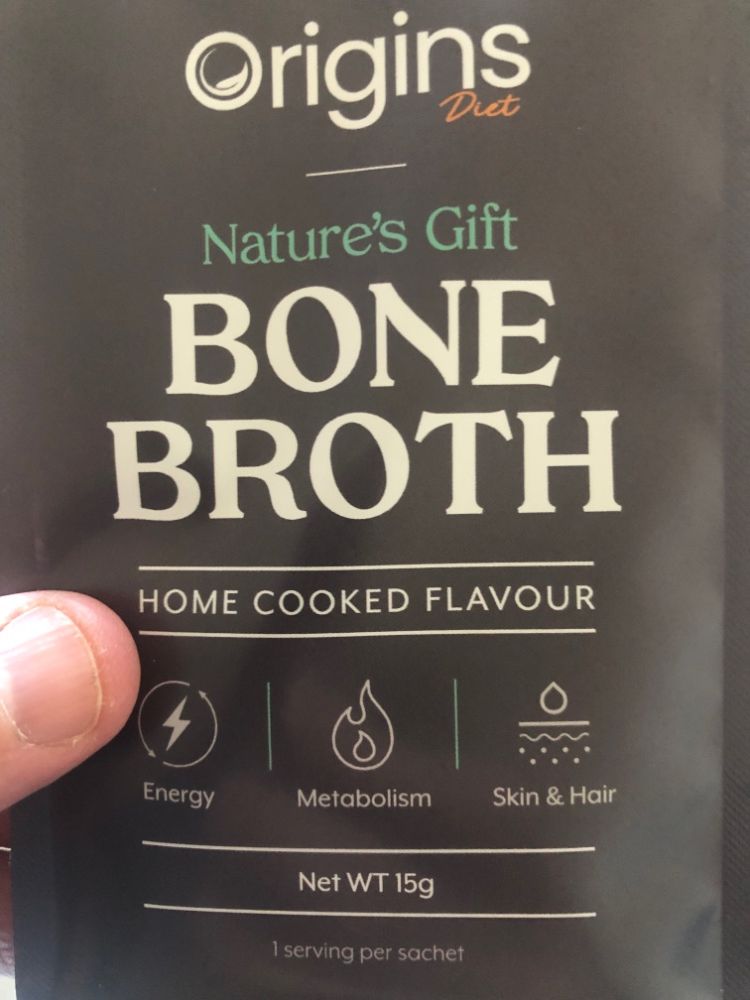 Origins
Diet
Nature's Gift
BONE
BROTH
HOME COOKED FLAVOUR
Energy
Metabolism
Skin & Hair
Net WT 15g
1 serving per sachet